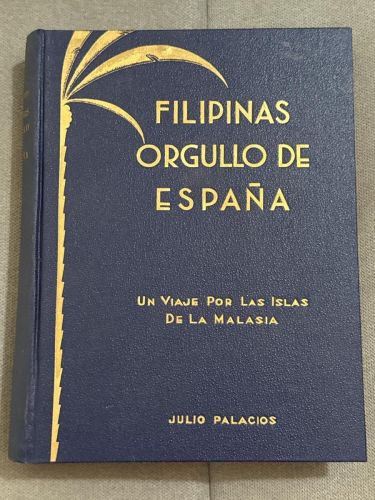 FILIPINAS
ORGULLO DE
ESPAÑA
UN VIAJE POR LAS ISLAS
DE LA MALASIA
JULIO PALACIOS